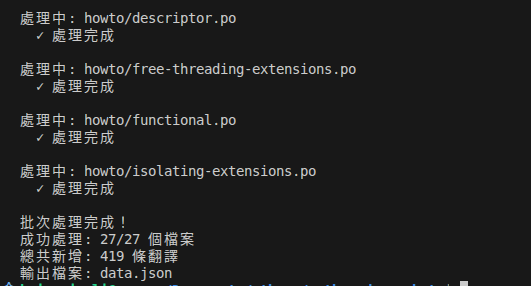 處理中: howto/descriptor.po
✓ 處理完成
處理中: howto/free-threading-extensions.po
✓ 處理完成
處理中: howto/functional.po
✓ 處理完成
處理中: howto/isolating-extensions.po
✓ 處理完成
批次處理完成！
成功處理: 27/27 個檔案
總共新增: 419 條翻譯
輸出檔案: data.json